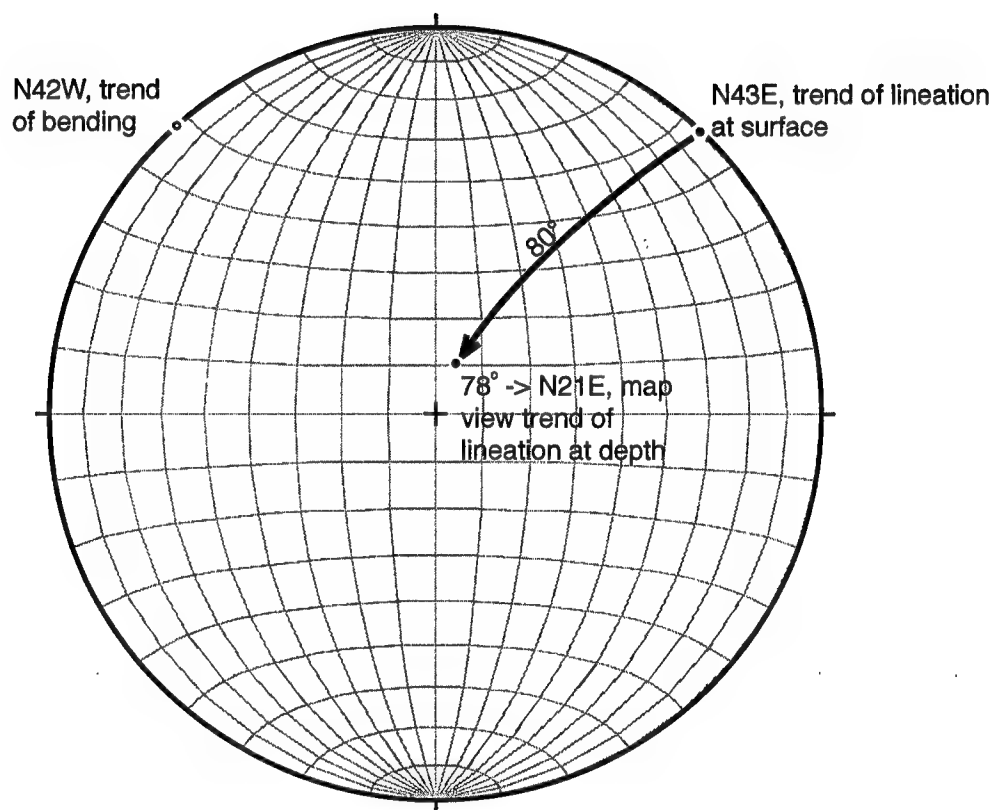 N42W, trend
of bending
N43E, trend of lineation
at surface
80°
78° -> N21E, map
view trend of
lineation at depth